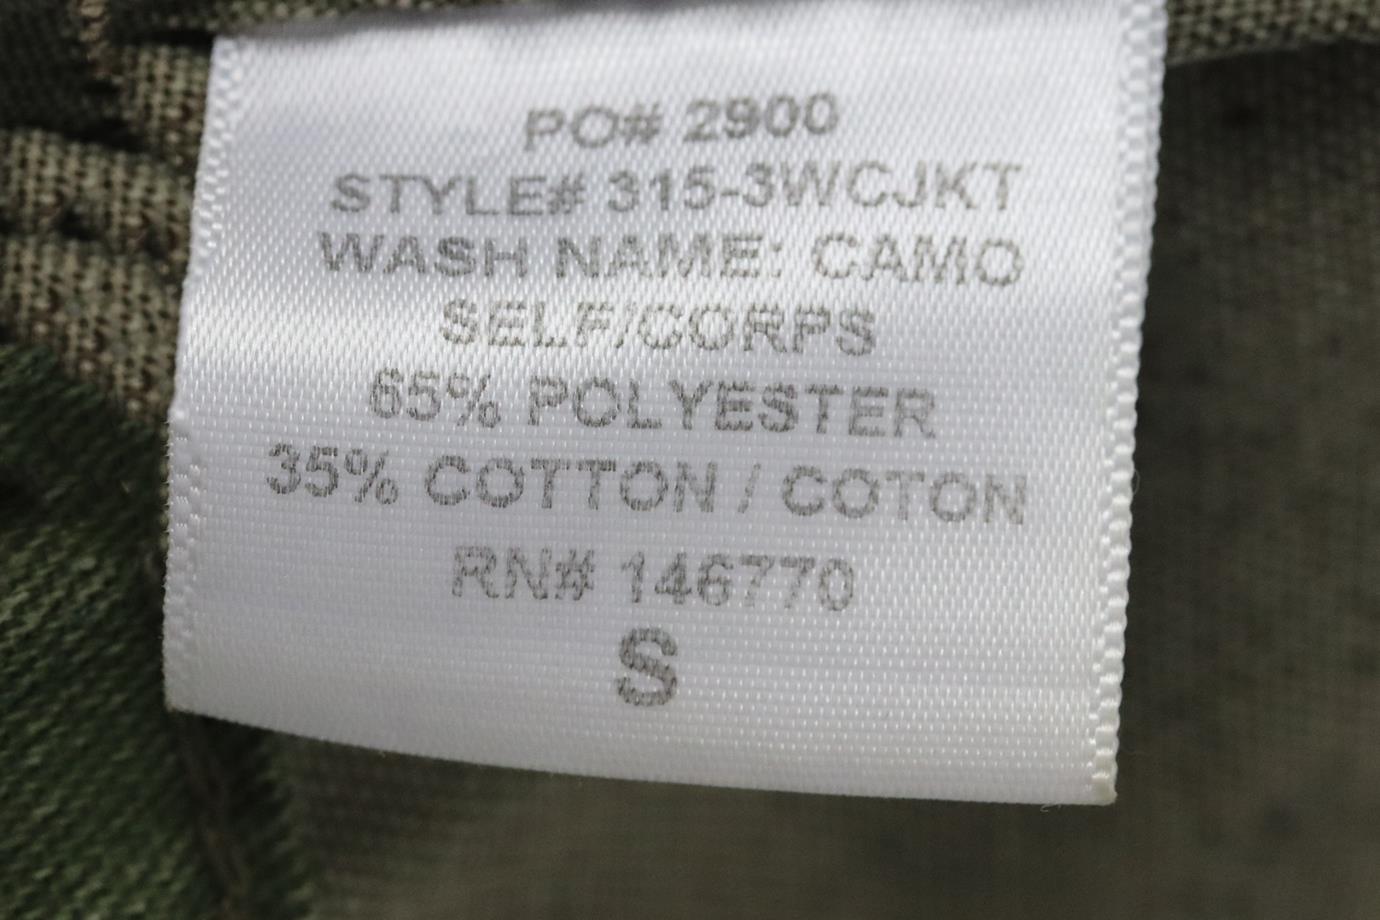 PO# 2900
STYLE# 315-3WCJKT
WASH NAME: CAMO
SELF/CORPS
65% POLYESTER
35% COTTON / COTON
RN# 146770
S